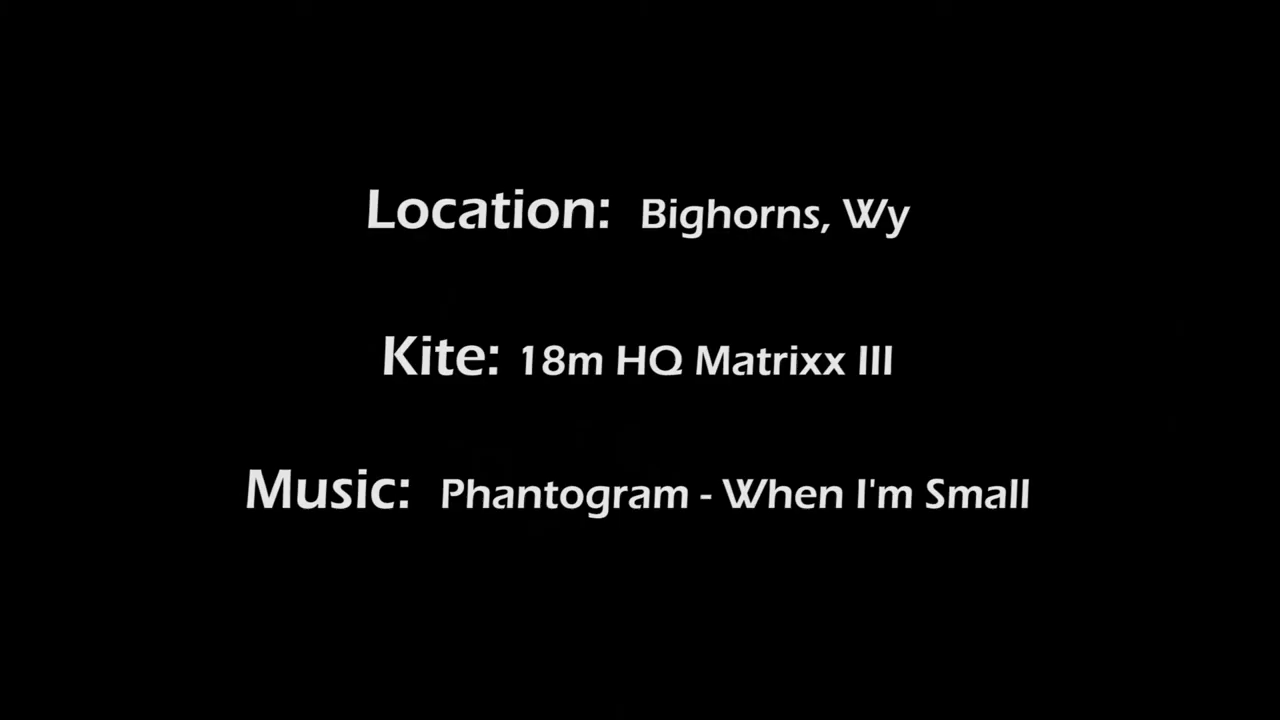 Location: Bighorns, Wy
Kite: 18m HQ Matrixx III
Music: Phantogram - When I'm Small